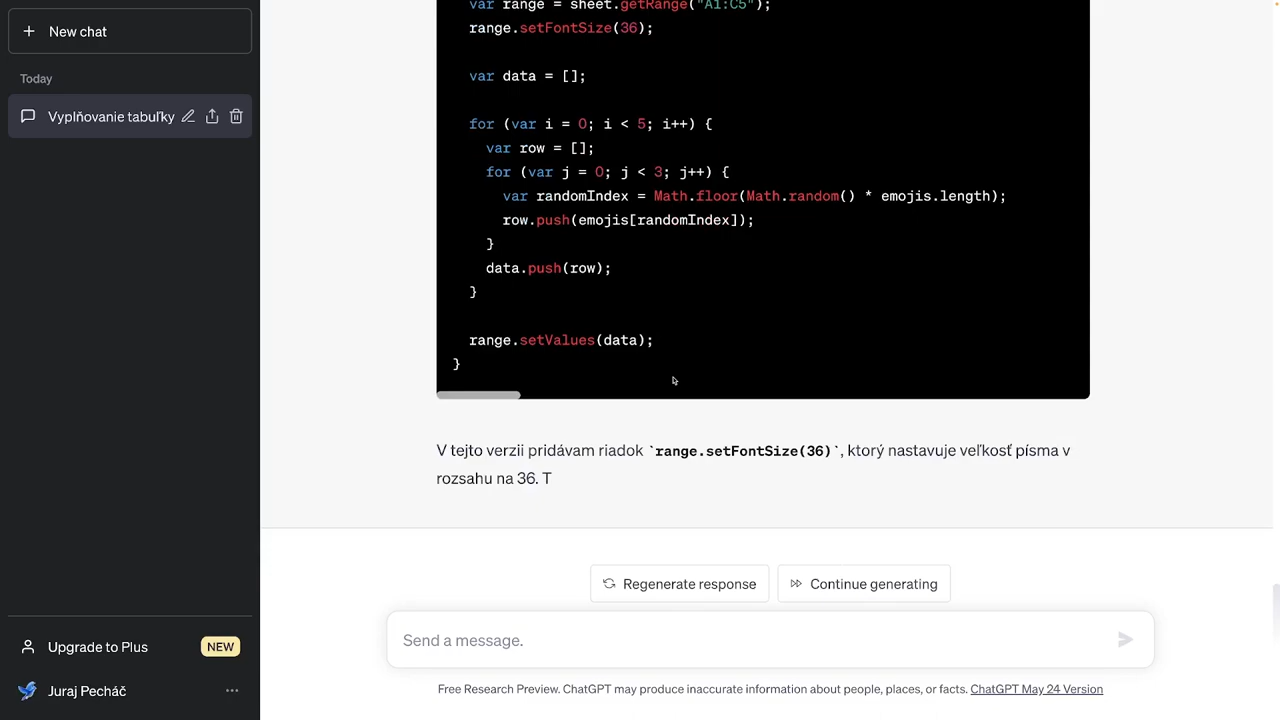 New chat
Today
Vyplňovanie tabuľky
Upgrade to Plus NEW
Juraj Pecháč
var range = sheet.getRange("A1:C5");
range.setFontSize(36);
var data = [];
for (var i = 0; i < 5; i++) {
var row = [];
for (var j = 0; j < 3; j++) {
var randomIndex = Math.floor(Math.random() * emojis.length);
row.push(emojis[randomIndex]);
}
data.push(row);
}
range.setValues(data);
}
V tejto verzii pridávam riadok `range.setFontSize(36)`, ktorý nastavuje veľkosť písma v
rozsahu na 36. T
Regenerate response
Continue generating
Send a message.
Free Research Preview. ChatGPT may produce inaccurate information about people, places, or facts. ChatGPT May 24 Version